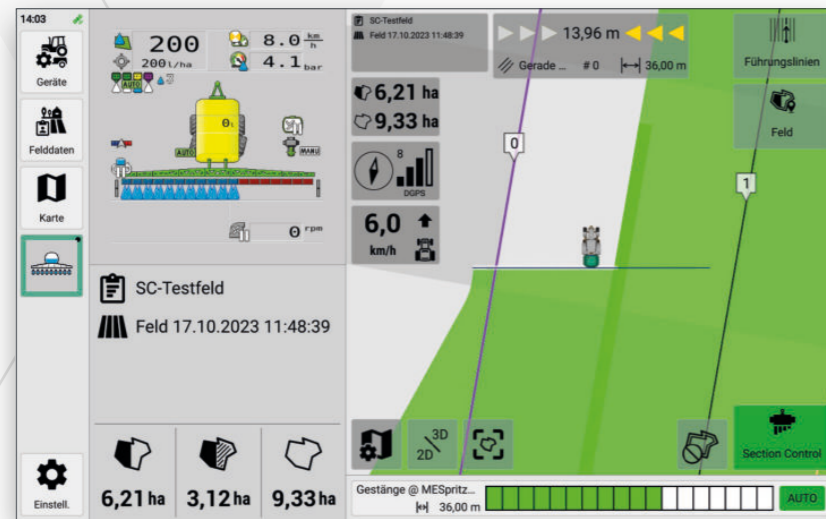 14:03
Geräte
Felddaten
Karte
Einstell.
200
200 l/ha
8.0 km/h
4.1 bar
AUTO
0 L
AUTO
MANU
0 rpm
SC-Testfeld
Feld 17.10.2023 11:48:39
6,21 ha
3,12 ha
9,33 ha
SC-Testfeld
Feld 17.10.2023 11:48:39
13,96 m
Gerade ... #0 36,00 m
6,21 ha
9,33 ha
8
DGPS
6,0
km/h
0
1
Führungslinien
Feld
3D
2D
Section Control
Gestänge @ MESpritz...
36,00 m
AUTO